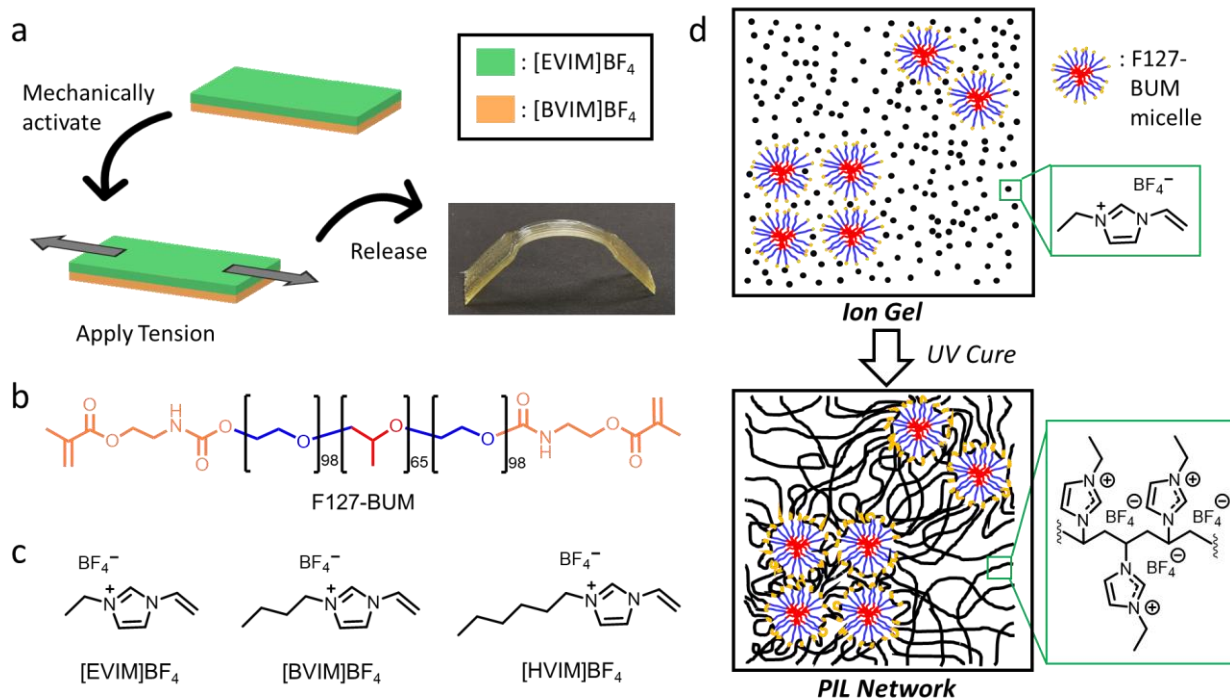 a
Mechanically
activate
: [EVIM]BF₄
: [BVIM]BF₄
Release
Apply Tension
b
H
O
N
O
O
O
O
98
O
65
O
98
O
N
H
O
O
F127-BUM
c
BF₄⁻
N
+
N
[EVIM]BF₄
BF₄⁻
N
+
N
[BVIM]BF₄
BF₄⁻
N
+
N
[HVIM]BF₄
d
: F127-
BUM
micelle
BF₄⁻
N
+
N
Ion Gel
UV Cure
N
⊕
N
BF₄
⊖
N
⊕
N
BF₄
⊖
BF₄
⊖
N
N
⊕
PIL Network